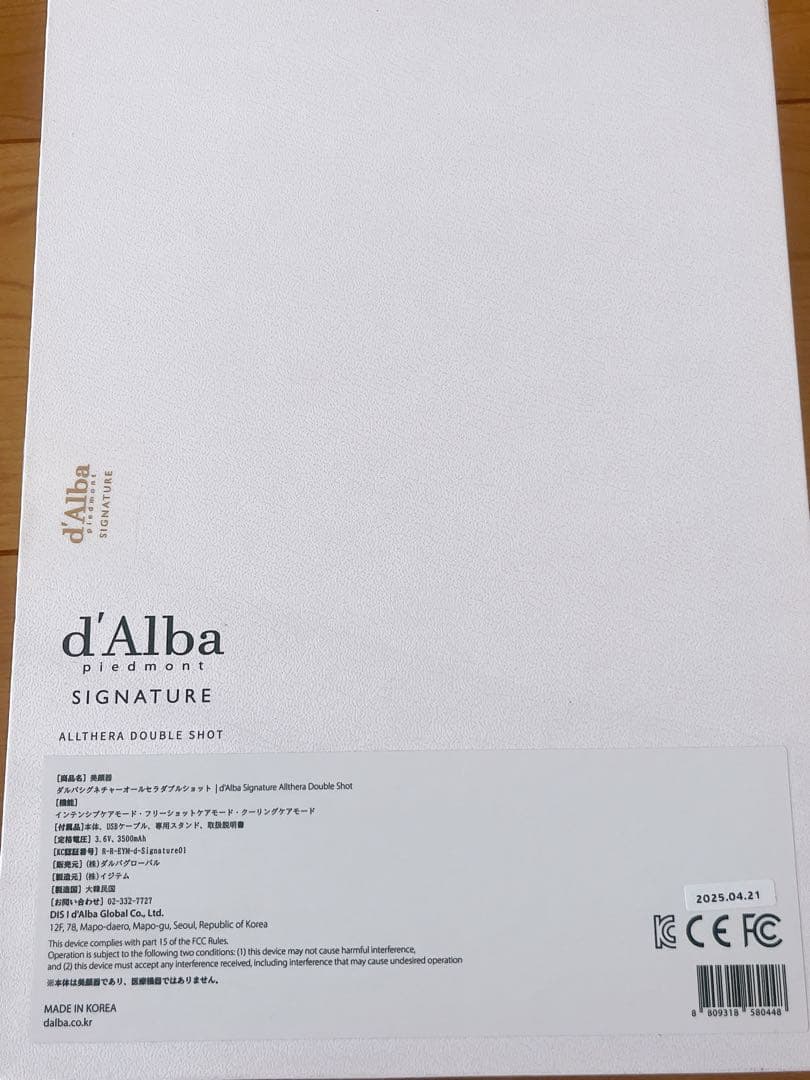 d'Alba
piedmont
SIGNATURE
d'Alba
piedmont
SIGNATURE
ALLTHERA DOUBLE SHOT
[商品名] 美顔器
ダルバシグネチャーオールセラダブルショット | d'Alba Signature Allthera Double Shot
[機能]
インテンシブケアモード・ブリーショットケアモード・クーリングケアモード
[付属品]本体、USBケーブル、専用スタンド、取扱説明書
[定格電圧] 3.6V、3500mAh
[KC認証番号] R-R-EYM-d-Signature01
[販売元] (株)ダルバグローバル
[製造元] (株)イジテム
[製造国] 大韓民国
[お問い合わせ] 02-332-7727
DIS I d'Alba Global Co., Ltd.
12F, 78, Mapo-daero, Mapo-gu, Seoul, Republic of Korea
This device complies with part 15 of the FCC Rules.
Operation is subject to the following two conditions: (1) this device may not cause harmful interference,
and (2) this device must accept any interference received, including interference that may cause undesired operation
※本体は美顔器であり、医療機器ではありません。
MADE IN KOREA
dalba.co.kr
2025.04.21
KC CE FC
8 809318 580448